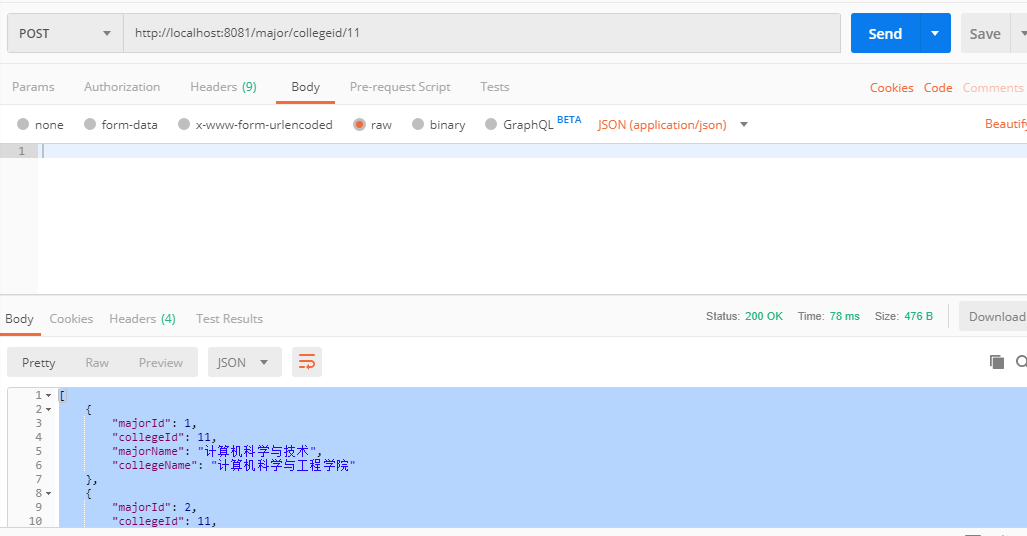 POST http://localhost:8081/major/collegeid/11 Send Save
Params Authorization Headers (9) Body Pre-request Script Tests Cookies Code Comments
none form-data x-www-form-urlencoded raw binary GraphQL BETA JSON (application/json) Beautify
1
Body Cookies Headers (4) Test Results Status: 200 OK Time: 78 ms Size: 476 B Download
Pretty Raw Preview JSON
1 [
2 {
3 "majorId": 1,
4 "collegeId": 11,
5 "majorName": "计算机科学与技术",
6 "collegeName": "计算机科学与工程学院"
7 },
8 {
9 "majorId": 2,
10 "collegeId": 11,